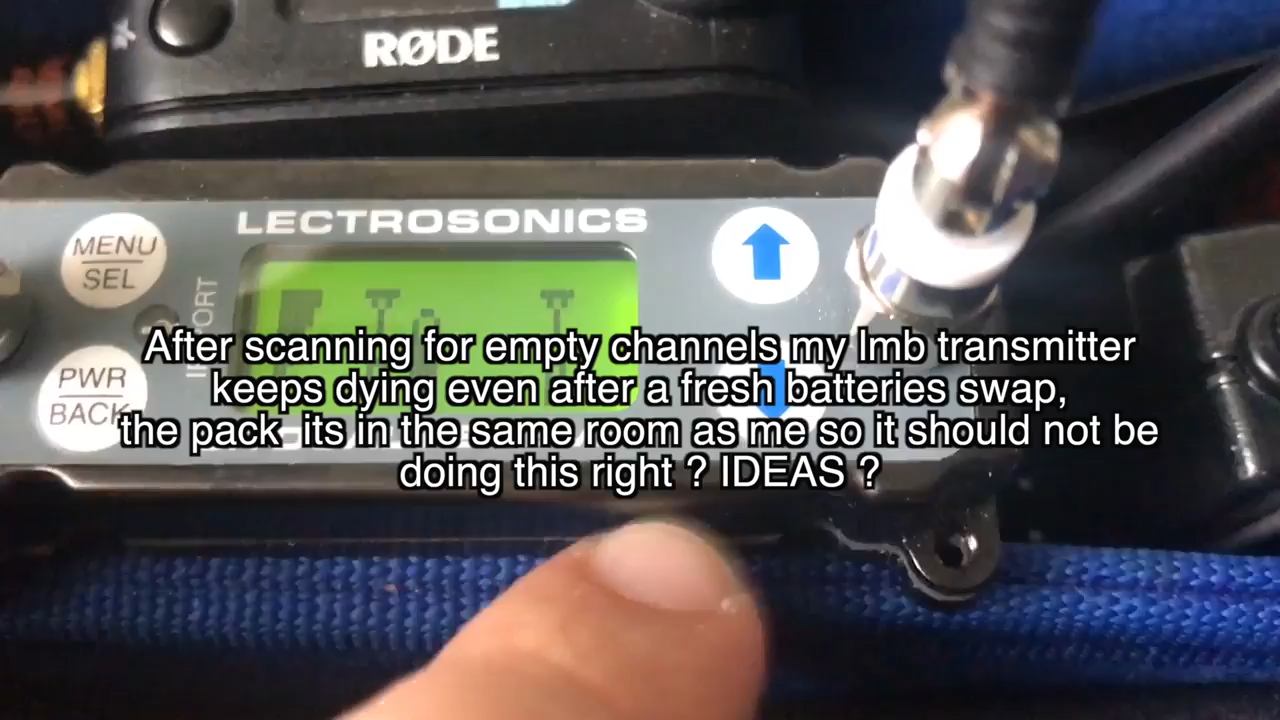 RØDE
LECTROSONICS
MENU
SEL
PWR
BACK
After scanning for empty channels my lmb transmitter
keeps dying even after a fresh batteries swap,
the pack  its in the same room as me so it should not be
doing this right ? IDEAS ?